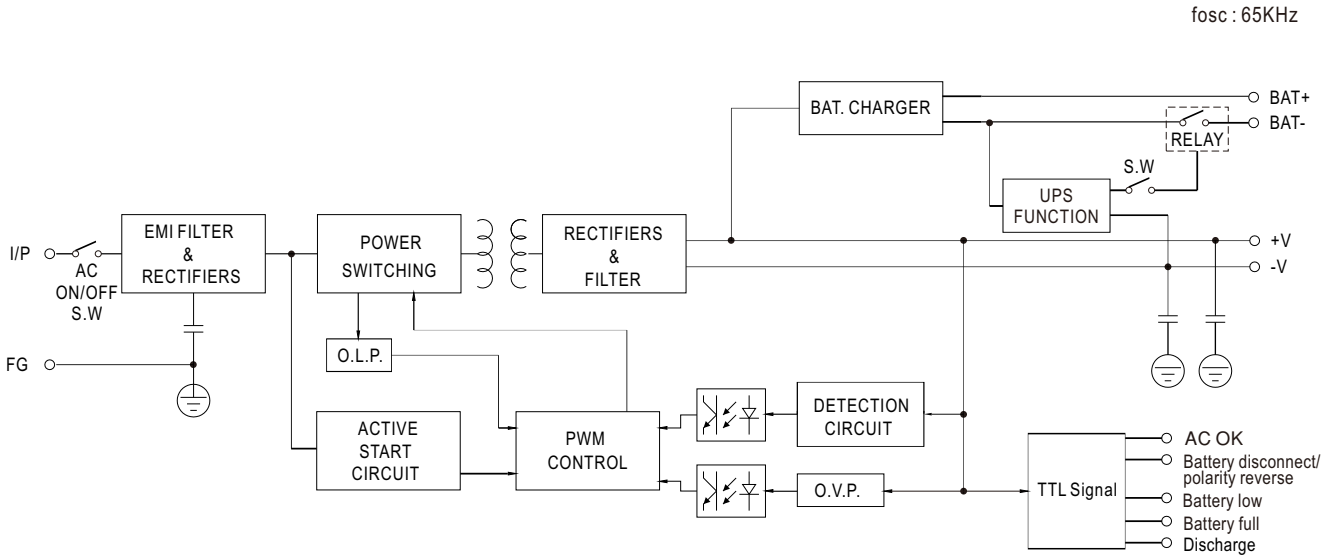 fosc : 65KHz
BAT. CHARGER
BAT+
BAT-
RELAY
S.W
UPS
FUNCTION
I/P
AC
ON/OFF
S.W
EMI FILTER
&
RECTIFIERS
POWER
SWITCHING
RECTIFIERS
&
FILTER
+V
-V
FG
O.L.P.
ACTIVE
START
CIRCUIT
PWM
CONTROL
DETECTION
CIRCUIT
O.V.P.
TTL Signal
AC OK
Battery disconnect/
polarity reverse
Battery low
Battery full
Discharge